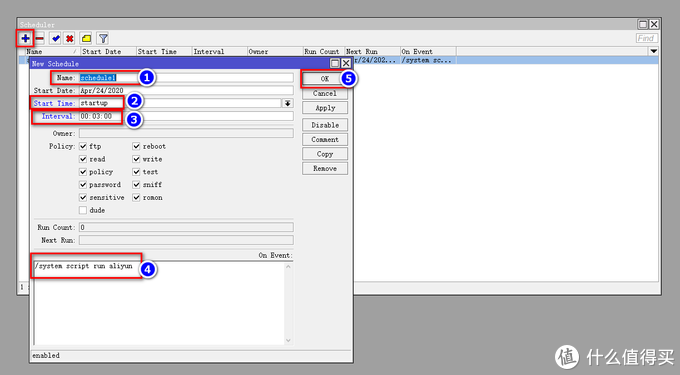 Scheduler
Find
Name Start Date Start Time Interval Owner Run Count Next Run On Event
/system sc...
New Schedule
Name: schedule1 1
Start Date: Apr/24/2020
Start Time: startup 2
Interval: 00:03:00 3
Owner:
Policy: ftp reboot
read write
policy test
password sniff
sensitive romon
dude
Run Count: 0
Next Run:
On Event:
/system script run aliyun 4
enabled
OK 5
Cancel
Apply
Disable
Comment
Copy
Remove
1
值 什么值得买